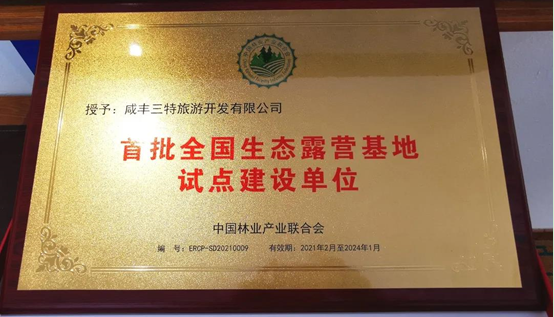 授予：咸丰三特旅游开发有限公司
首批全国生态露营基地
试点建设单位
中国林业产业联合会
编 号：ERCP-SD20210009 有效期：2021年2月至2024年1月